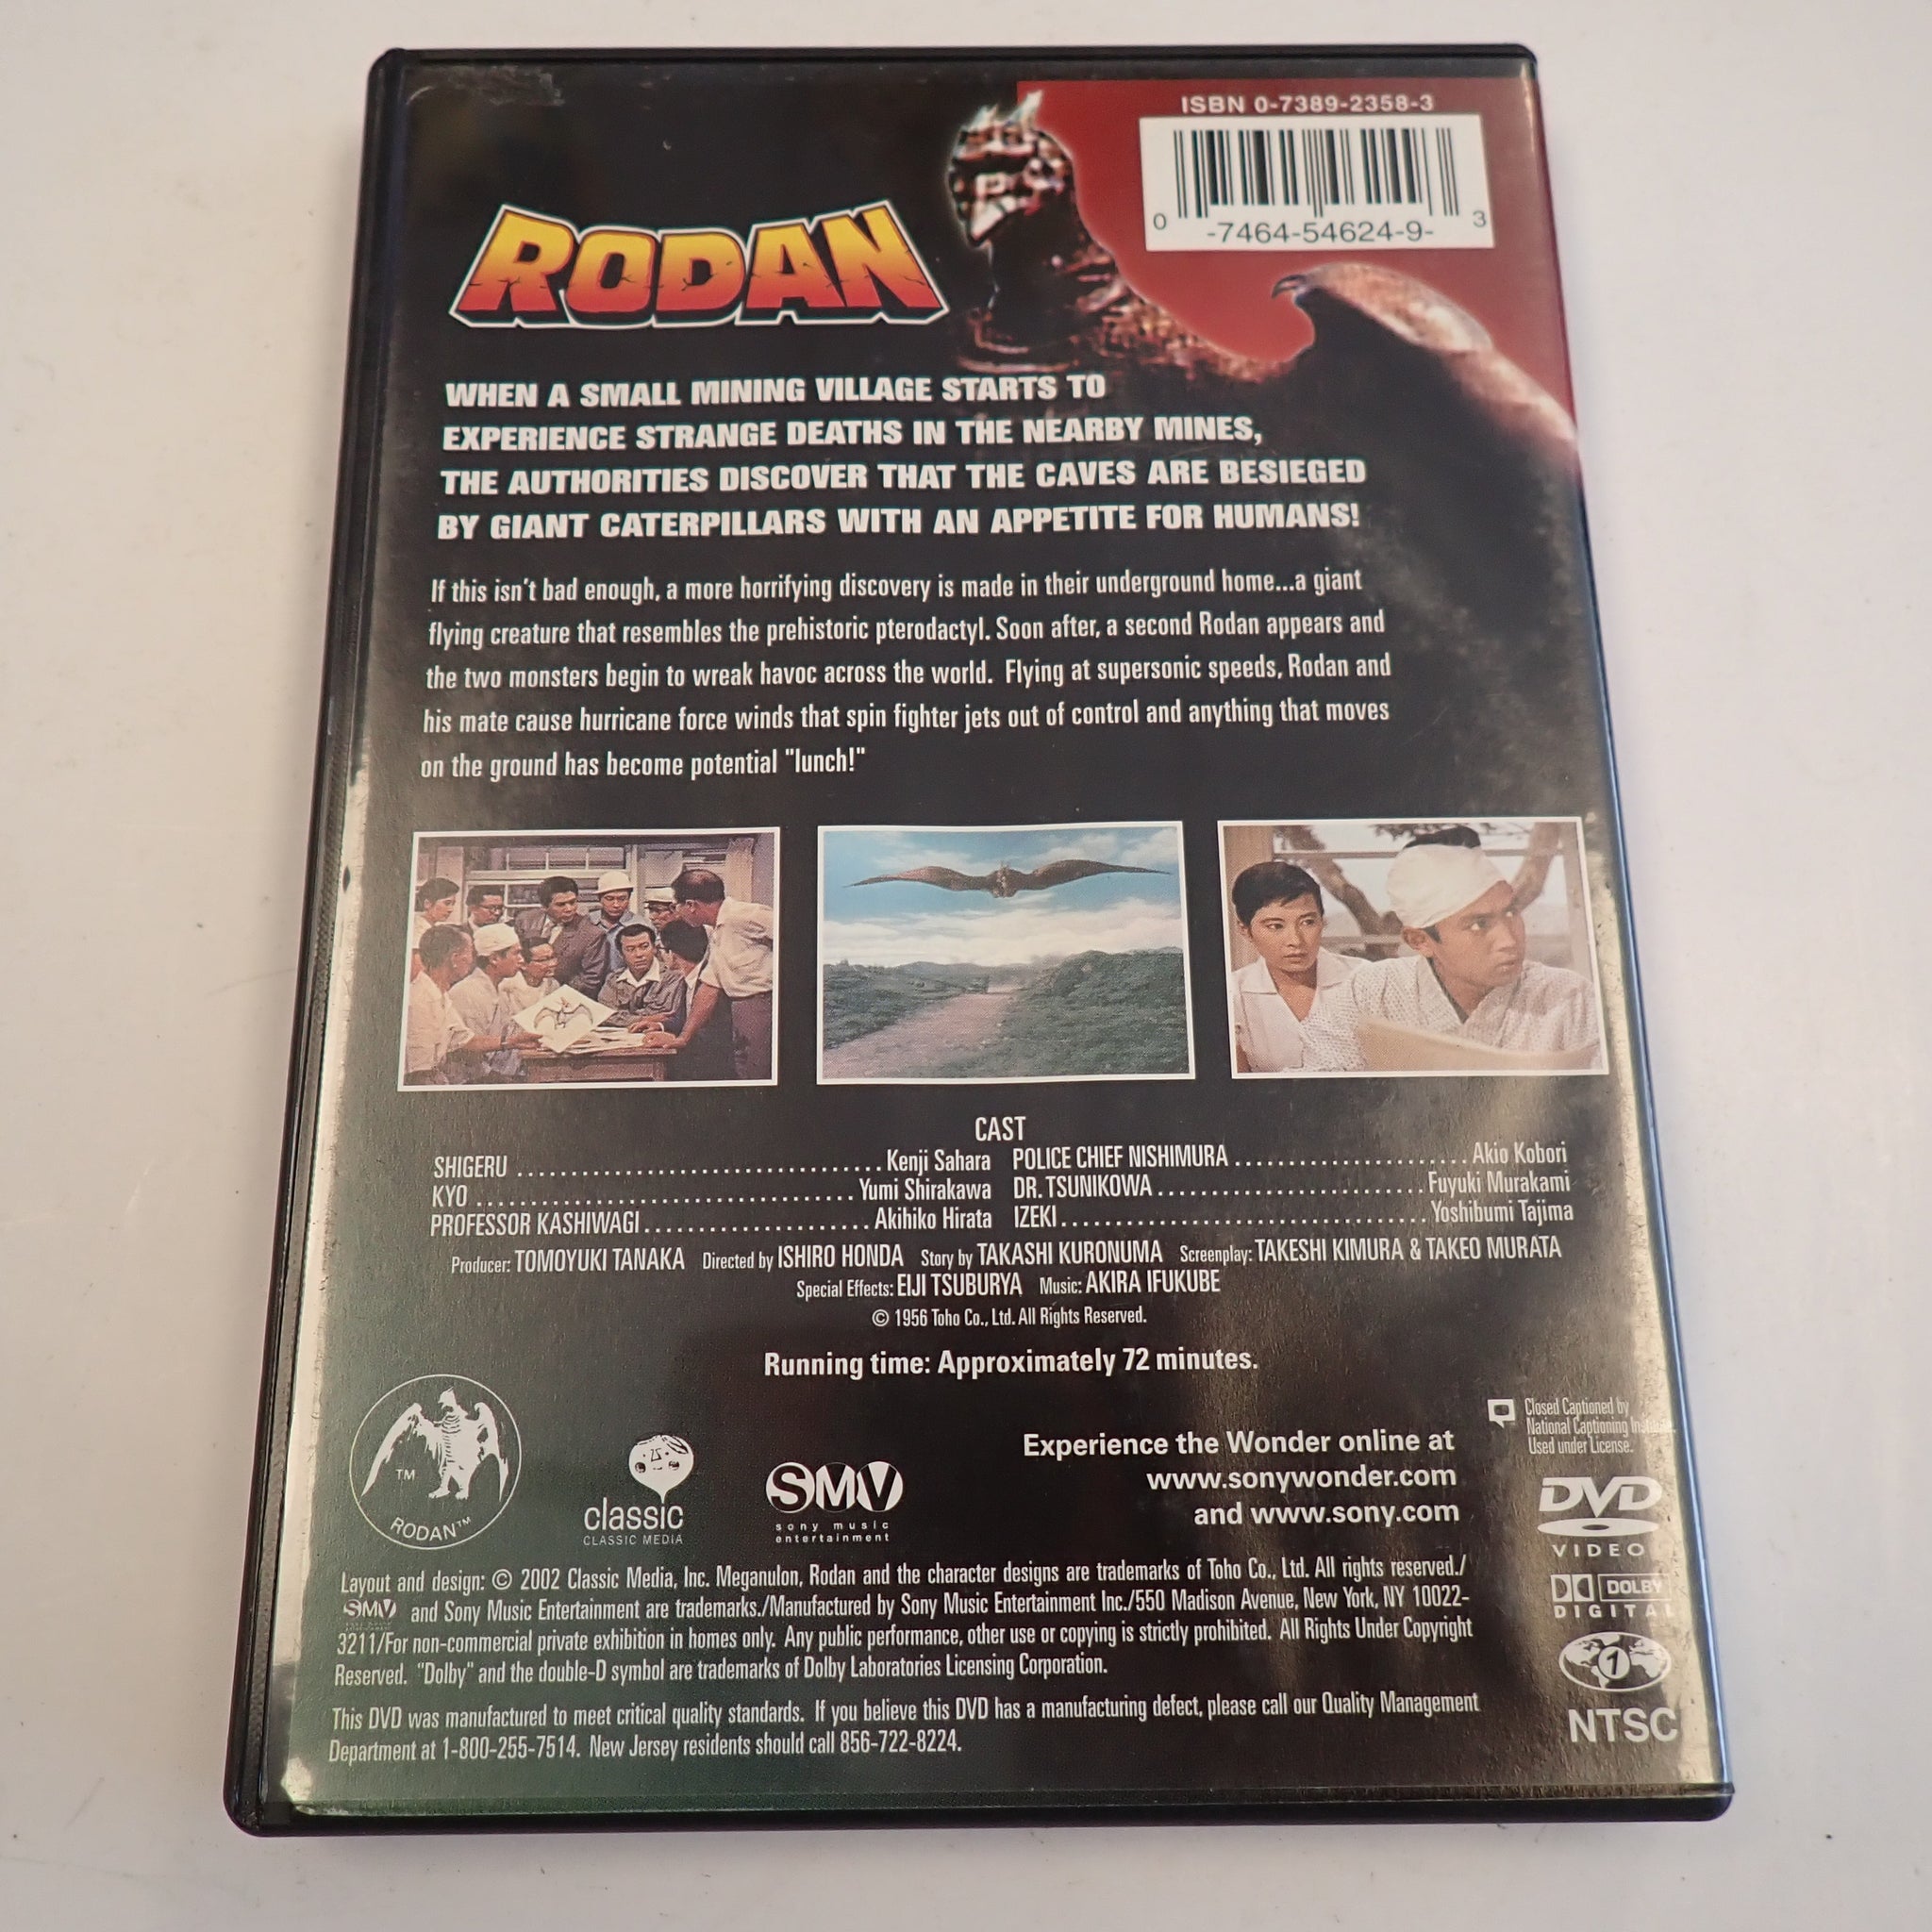 ISBN 0-7389-2358-3
0 -7464-54624-9- 3
RODAN
WHEN A SMALL MINING VILLAGE STARTS TO
EXPERIENCE STRANGE DEATHS IN THE NEARBY MINES,
THE AUTHORITIES DISCOVER THAT THE CAVES ARE BESIEGED
BY GIANT CATERPILLARS WITH AN APPETITE FOR HUMANS!
If this isn't bad enough, a more horrifying discovery is made in their underground home...a giant
flying creature that resembles the prehistoric pterodactyl. Soon after, a second Rodan appears and
the two monsters begin to wreak havoc across the world. Flying at supersonic speeds, Rodan and
his mate cause hurricane force winds that spin fighter jets out of control and anything that moves
on the ground has become potential "lunch!"
CAST
SHIGERU ................................ Kenji Sahara POLICE CHIEF NISHIMURA ...................... Akio Kobori
KYO .................................... Yumi Shirakawa DR. TSUNIKOWA .......................... Fuyuki Murakami
PROFESSOR KASHIWAGI ...................... Akihiko Hirata IZEKI ................................... Yoshibumi Tajima
Producer: TOMOYUKI TANAKA Directed by ISHIRO HONDA Story by TAKASHI KURONUMA Screenplay: TAKESHI KIMURA & TAKEO MURATA
Special Effects: EIJI TSUBURYA Music: AKIRA IFUKUBE
© 1956 Toho Co., Ltd. All Rights Reserved.
Running time: Approximately 72 minutes.
TM
RODAN™
classic
CLASSIC MEDIA
SMV
sony music
entertainment
Experience the Wonder online at
www.sonywonder.com
and www.sony.com
Closed Captioned by
National Captioning
Used under License.
DVD
VIDEO
DOLBY
DIGITAL
1
NTSC
Layout and design: © 2002 Classic Media, Inc. Meganulon, Rodan and the character designs are trademarks of Toho Co., Ltd. All rights reserved./
SMV and Sony Music Entertainment are trademarks./Manufactured by Sony Music Entertainment Inc./550 Madison Avenue, New York, NY 10022-
3211/For non-commercial private exhibition in homes only. Any public performance, other use or copying is strictly prohibited. All Rights Under Copyright
Reserved. "Dolby" and the double-D symbol are trademarks of Dolby Laboratories Licensing Corporation.
This DVD was manufactured to meet critical quality standards. If you believe this DVD has a manufacturing defect, please call our Quality Management
Department at 1-800-255-7514. New Jersey residents should call 856-722-8224.